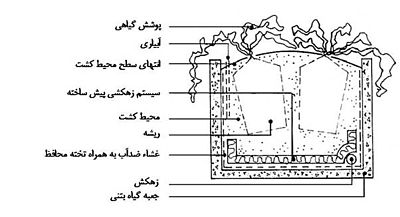 پوشش گیاهی
آبیاری
انتهای سطح محیط کشت
سیستم زهکشی پیش ساخته
محیط کشت
ریشه
غشاء ضدآب به همراه تخته محافظ
زهکش
جعبه گیاه بتنی